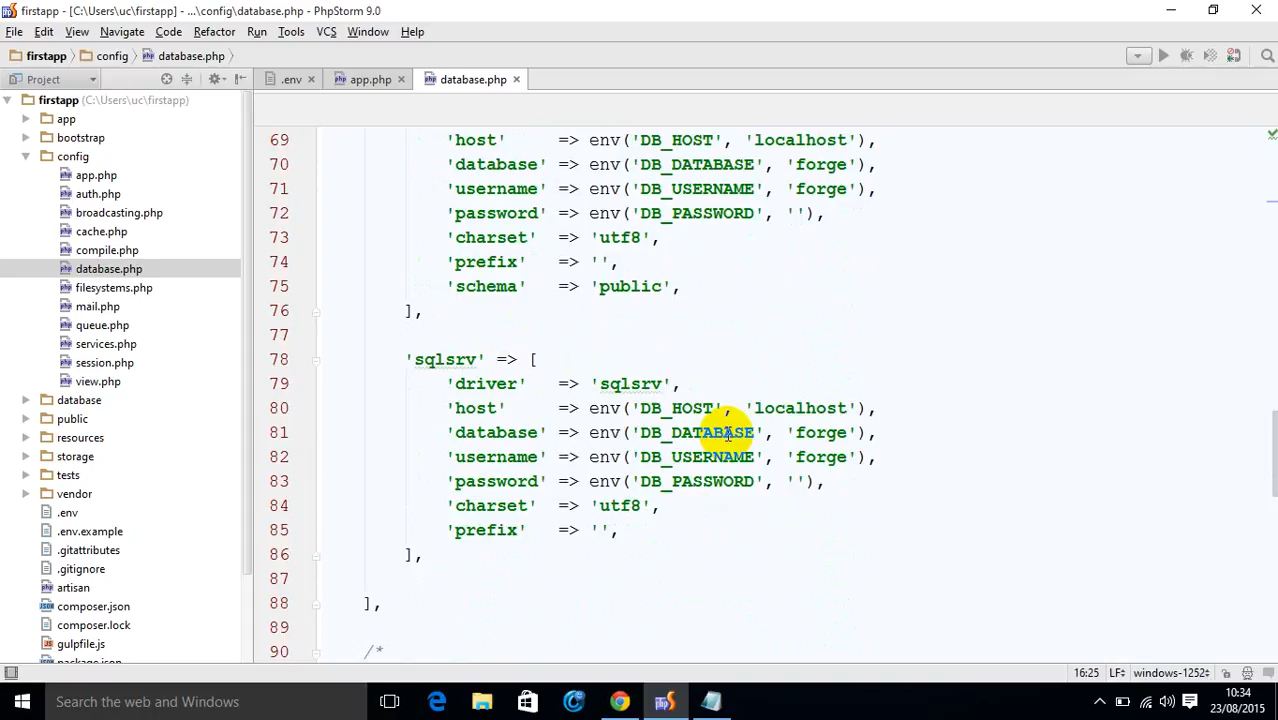 firstapp - [C:\Users\uc\firstapp] - ...\config\database.php - PhpStorm 9.0
File Edit View Navigate Code Refactor Run Tools VCS Window Help
firstapp config database.php
Project .env app.php database.php
firstapp (C:\Users\uc\firstapp)
app
bootstrap
config
app.php
auth.php
broadcasting.php
cache.php
compile.php
database.php
filesystems.php
mail.php
queue.php
services.php
session.php
view.php
database
public
resources
storage
tests
vendor
.env
.env.example
.gitattributes
.gitignore
artisan
composer.json
composer.lock
gulpfile.js
package.json
69 'host' => env('DB_HOST', 'localhost'),
70 'database' => env('DB_DATABASE', 'forge'),
71 'username' => env('DB_USERNAME', 'forge'),
72 'password' => env('DB_PASSWORD', ''),
73 'charset' => 'utf8',
74 'prefix' => '',
75 'schema' => 'public',
76 ],
77
78 'sqlsrv' => [
79 'driver' => 'sqlsrv',
80 'host' => env('DB_HOST', 'localhost'),
81 'database' => env('DB_DATABASE', 'forge'),
82 'username' => env('DB_USERNAME', 'forge'),
83 'password' => env('DB_PASSWORD', ''),
84 'charset' => 'utf8',
85 'prefix' => '',
86 ],
87
88 ],
89
90 /*
16:25 LF windows-1252
Search the web and Windows
10:34
23/08/2015